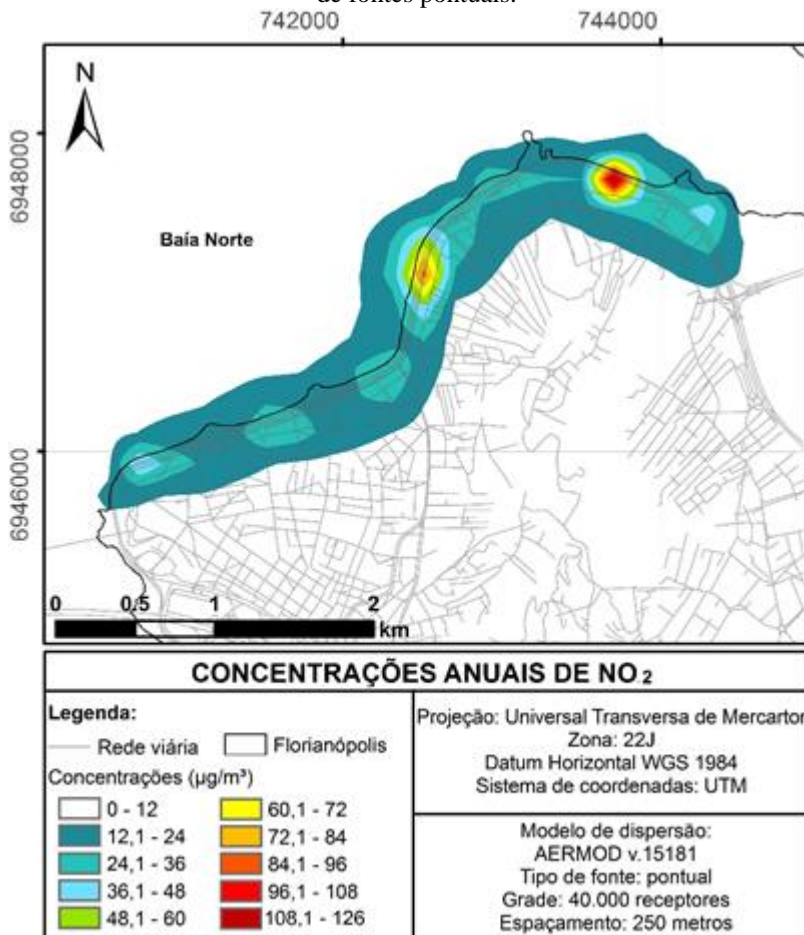 de fontes pontuais.
742000 744000
N
6948000
Baía Norte
6946000
0 0,5 1 2
km
CONCENTRAÇÕES ANUAIS DE NO2
Legenda:
Rede viária Florianópolis
Concentrações (µg/m³)
0 - 12 60,1 - 72
12,1 - 24 72,1 - 84
24,1 - 36 84,1 - 96
36,1 - 48 96,1 - 108
48,1 - 60 108,1 - 126
Projeção: Universal Transversa de Mercartor
Zona: 22J
Datum Horizontal WGS 1984
Sistema de coordenadas: UTM
Modelo de dispersão:
AERMOD v.15181
Tipo de fonte: pontual
Grade: 40.000 receptores
Espaçamento: 250 metros